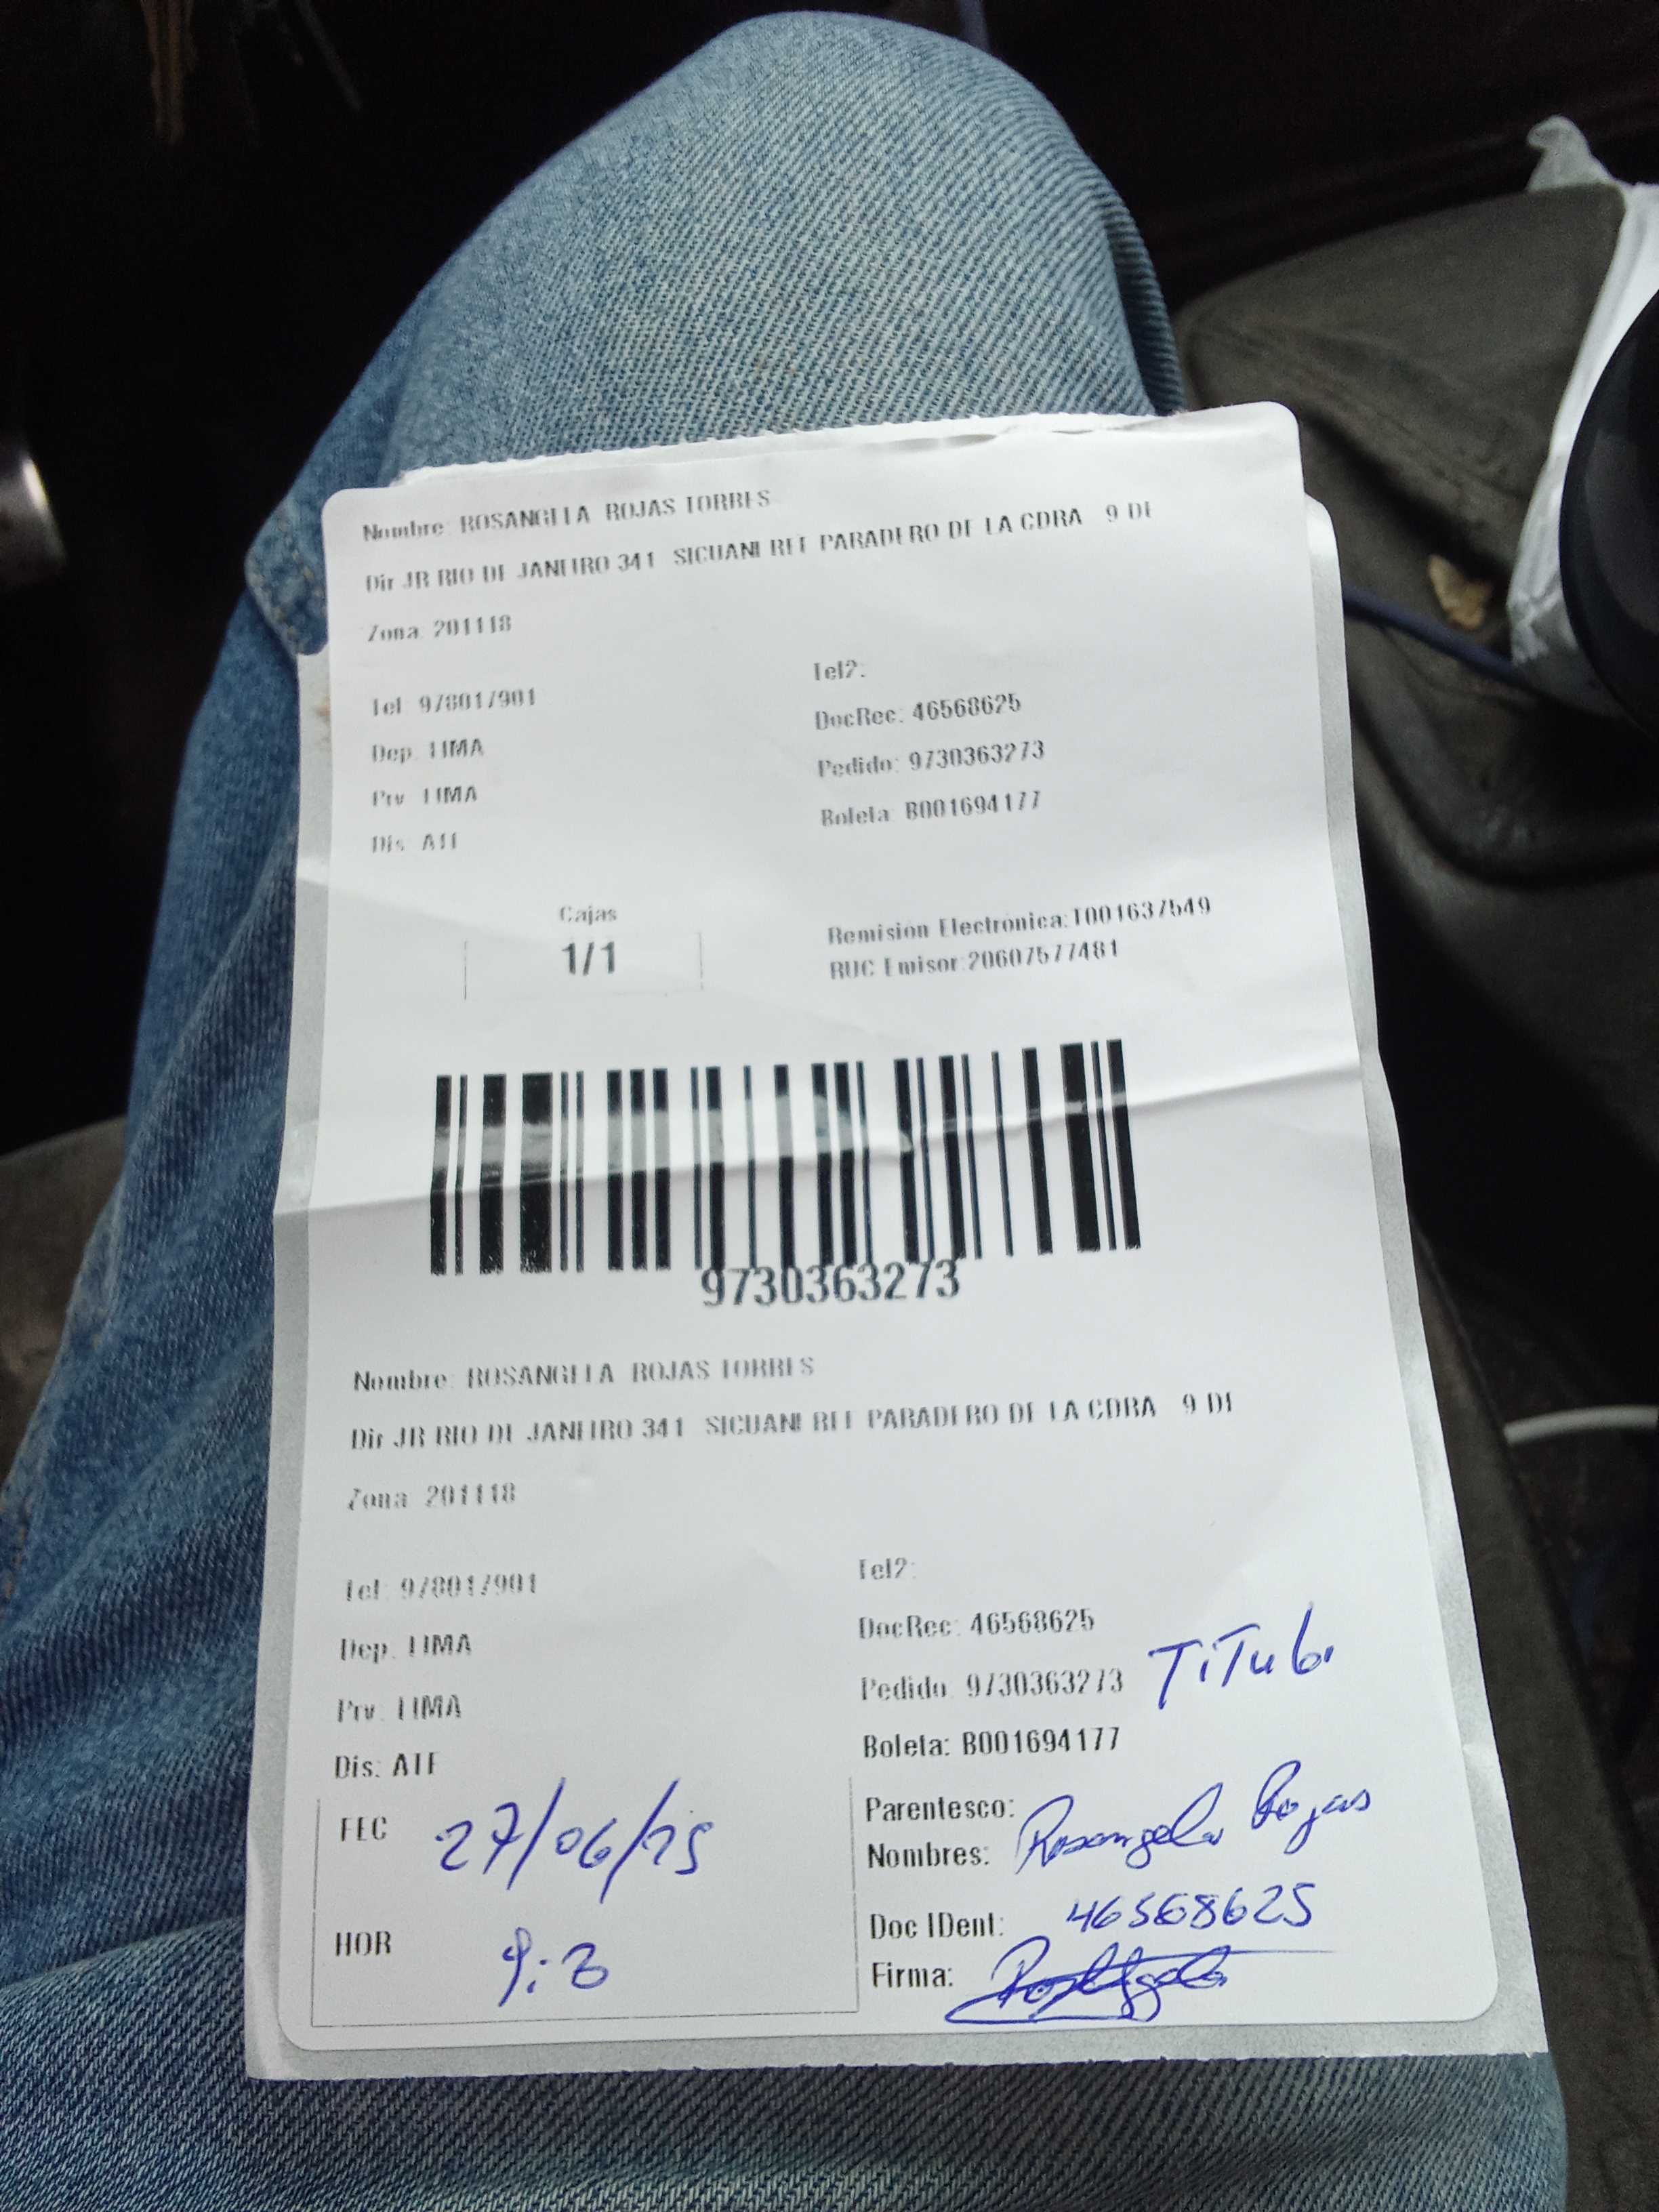 Nombre: ROSANGELA ROJAS TORRES
Dir JR RIO DE JANEIRO 341 SICUANI REF PARADERO DE LA CDRA 9 DE
Zona: 201118
Tel: 978017901
Tel2:
Dep: LIMA
DocRec: 46568625
Prv: LIMA
Pedido: 9730363273
Dis: ATE
Boleta: B001694177
Cajas
1/1
Remisión Electrónica:T001637549
RUC Emisor:20607577481
9730363273
Nombre: ROSANGELA ROJAS TORRES
Dir JR RIO DE JANEIRO 341 SICUANI REF PARADERO DE LA CDRA 9 DE
Zona: 201118
Tel: 978017901
Tel2:
Dep: LIMA
DocRec: 46568625
Prv: LIMA
Pedido: 9730363273
Titular
Dis: ATE
Boleta: B001694177
FEC 27/06/25
Parentesco:
Nombres: Rosangela Rojas
HOR
Doc IDent: 46568625
Firma: